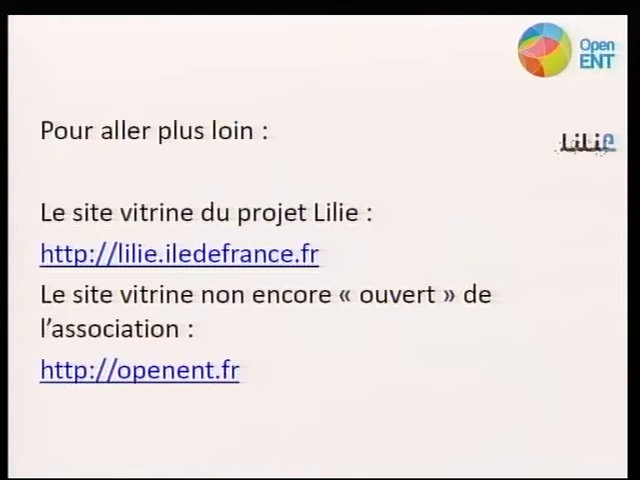 Open
ENT
Pour aller plus loin :
Lilie
Le site vitrine du projet Lilie :
http://lilie.iledefrance.fr
Le site vitrine non encore « ouvert » de
l’association :
http://openent.fr